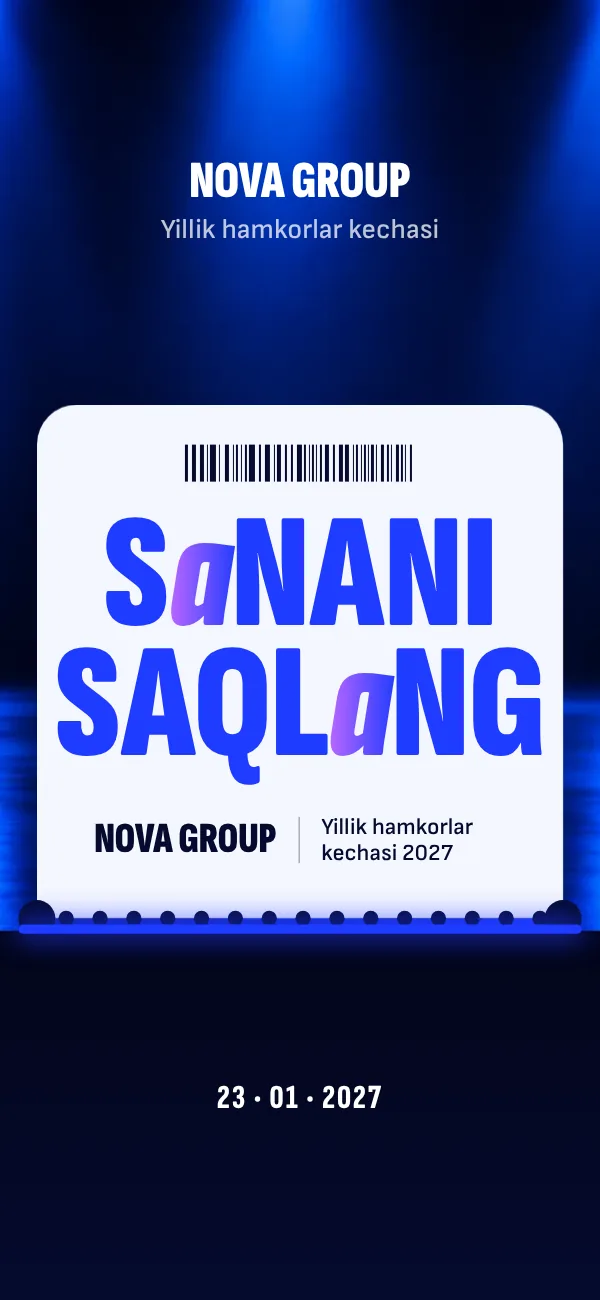 NOVA GROUP
Yillik hamkorlar kechasi
SaNANI
SAQLaNG
NOVA GROUP
Yillik hamkorlar
kechasi 2027
23 · 01 · 2027